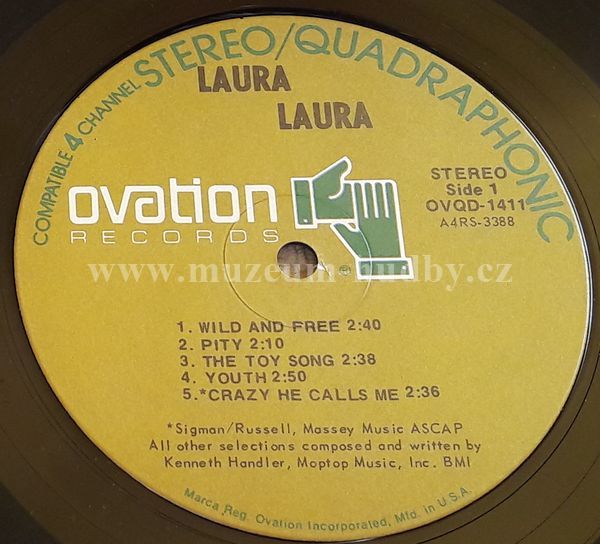 COMPATIBLE 4 CHANNEL STEREO/QUADRAPHONIC
LAURA
LAURA
ovation
RECORDS
STEREO
Side 1
OVQD-1411
A4RS-3388
www.muzeum-hudby.cz
1. WILD AND FREE 2:40
2. PITY 2:10
3. THE TOY SONG 2:38
4. YOUTH 2:50
5.*CRAZY HE CALLS ME 2:36
*Sigman/Russell, Massey Music ASCAP
All other selections composed and written by
Kenneth Handler, Moptop Music, Inc. BMI
Marca Reg. Ovation Incorporated, Mfd. in U.S.A.